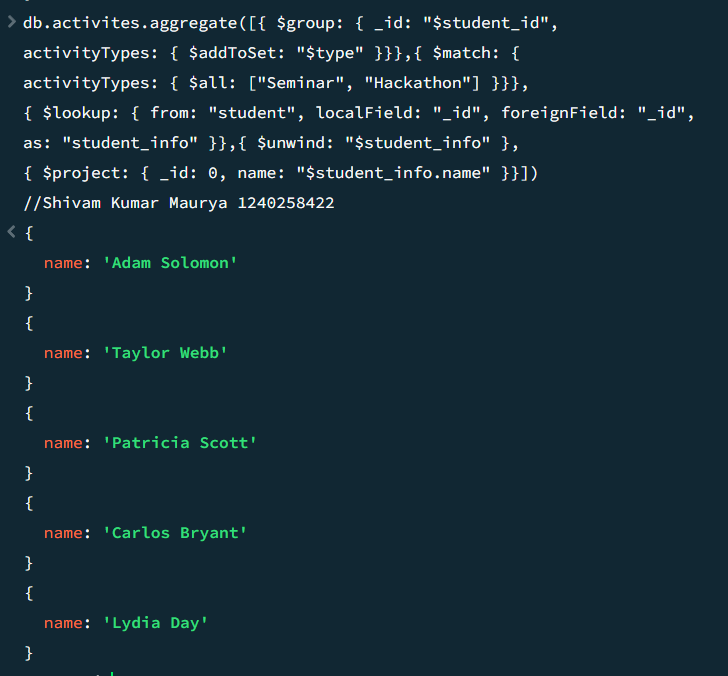 > db.activites.aggregate([{ $group: { _id: "$student_id",
activityTypes: { $addToSet: "$type" }}},{ $match: {
activityTypes: { $all: ["Seminar", "Hackathon"] }}},
{ $lookup: { from: "student", localField: "_id", foreignField: "_id",
as: "student_info" }},{ $unwind: "$student_info" },
{ $project: { _id: 0, name: "$student_info.name" }}])
//Shivam Kumar Maurya 1240258422
< {
name: 'Adam Solomon'
}
{
name: 'Taylor Webb'
}
{
name: 'Patricia Scott'
}
{
name: 'Carlos Bryant'
}
{
name: 'Lydia Day'
}